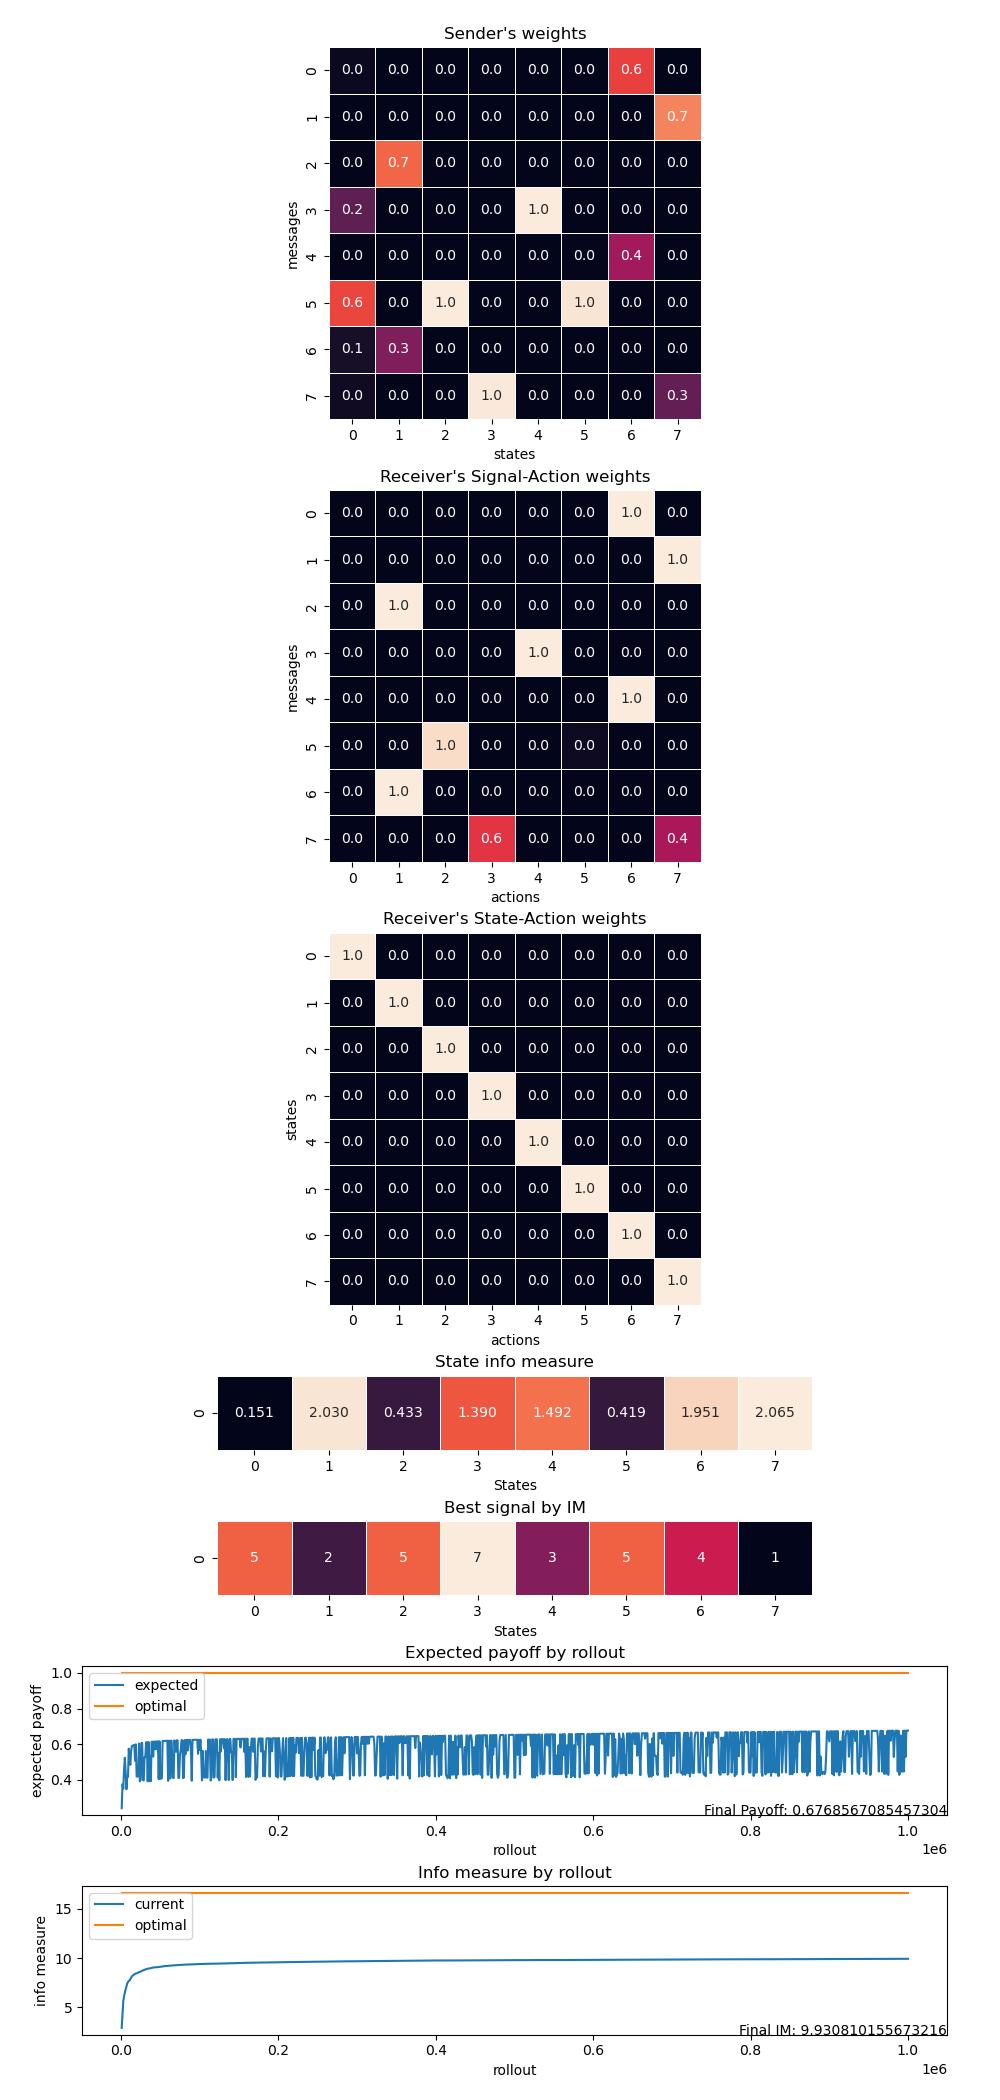 Sender's weights
0 0.0 0.0 0.0 0.0 0.0 0.0 0.6 0.0
1 0.0 0.0 0.0 0.0 0.0 0.0 0.0 0.7
2 0.0 0.7 0.0 0.0 0.0 0.0 0.0 0.0
3 0.2 0.0 0.0 0.0 1.0 0.0 0.0 0.0
messages
4 0.0 0.0 0.0 0.0 0.0 0.0 0.4 0.0
5 0.6 0.0 1.0 0.0 0.0 1.0 0.0 0.0
6 0.1 0.3 0.0 0.0 0.0 0.0 0.0 0.0
7 0.0 0.0 0.0 1.0 0.0 0.0 0.0 0.3
0 1 2 3 4 5 6 7
states
Receiver's Signal-Action weights
0 0.0 0.0 0.0 0.0 0.0 0.0 1.0 0.0
1 0.0 0.0 0.0 0.0 0.0 0.0 0.0 1.0
2 0.0 1.0 0.0 0.0 0.0 0.0 0.0 0.0
3 0.0 0.0 0.0 0.0 1.0 0.0 0.0 0.0
messages
4 0.0 0.0 0.0 0.0 0.0 0.0 1.0 0.0
5 0.0 0.0 1.0 0.0 0.0 0.0 0.0 0.0
6 0.0 1.0 0.0 0.0 0.0 0.0 0.0 0.0
7 0.0 0.0 0.0 0.6 0.0 0.0 0.0 0.4
0 1 2 3 4 5 6 7
actions
Receiver's State-Action weights
0 1.0 0.0 0.0 0.0 0.0 0.0 0.0 0.0
1 0.0 1.0 0.0 0.0 0.0 0.0 0.0 0.0
2 0.0 0.0 1.0 0.0 0.0 0.0 0.0 0.0
3 0.0 0.0 0.0 1.0 0.0 0.0 0.0 0.0
states
4 0.0 0.0 0.0 0.0 1.0 0.0 0.0 0.0
5 0.0 0.0 0.0 0.0 0.0 1.0 0.0 0.0
6 0.0 0.0 0.0 0.0 0.0 0.0 1.0 0.0
7 0.0 0.0 0.0 0.0 0.0 0.0 0.0 1.0
0 1 2 3 4 5 6 7
actions
State info measure
0 0.151 2.030 0.433 1.390 1.492 0.419 1.951 2.065
0 1 2 3 4 5 6 7
States
Best signal by IM
0 5 2 5 7 3 5 4 1
0 1 2 3 4 5 6 7
States
Expected payoff by rollout
expected payoff
1.0
0.8
0.6
0.4
expected
optimal
Final Payoff: 0.6768567085457304
0.0 0.2 0.4 0.6 0.8 1.0
1e6
rollout
Info measure by rollout
info measure
15
10
5
current
optimal
Final IM: 9.930810155673216
0.0 0.2 0.4 0.6 0.8 1.0
1e6
rollout